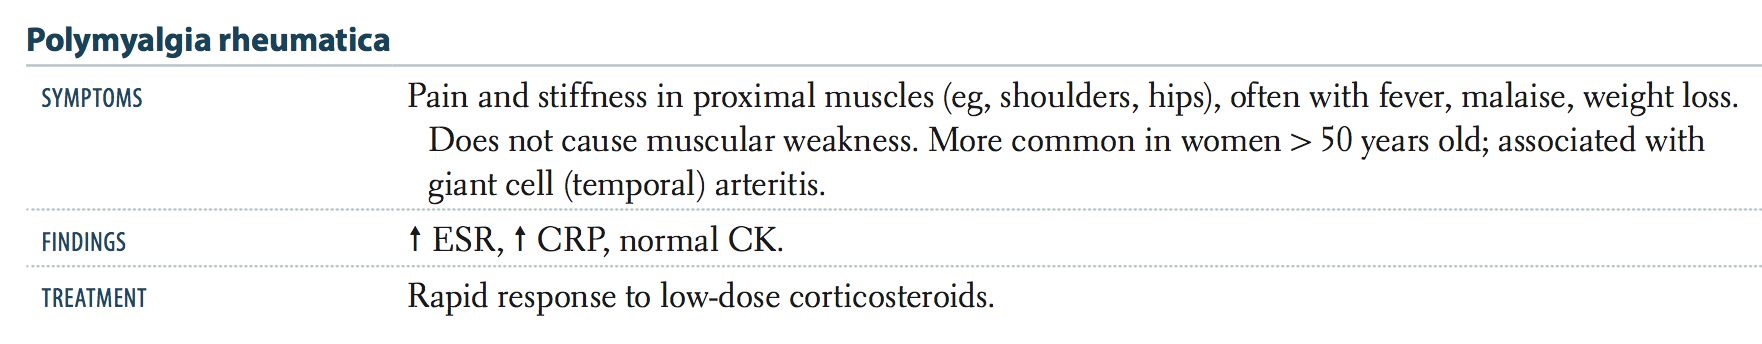 Polymyalgia rheumatica
SYMPTOMS Pain and stiffness in proximal muscles (eg, shoulders, hips), often with fever, malaise, weight loss.
Does not cause muscular weakness. More common in women > 50 years old; associated with
giant cell (temporal) arteritis.
FINDINGS ↑ ESR, ↑ CRP, normal CK.
TREATMENT Rapid response to low-dose corticosteroids.